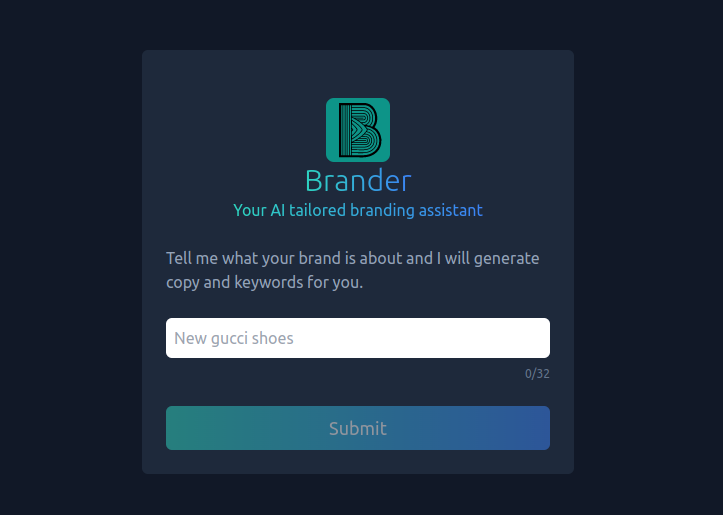 B
Brander
Your AI tailored branding assistant
Tell me what your brand is about and I will generate
copy and keywords for you.
New gucci shoes
0/32
Submit